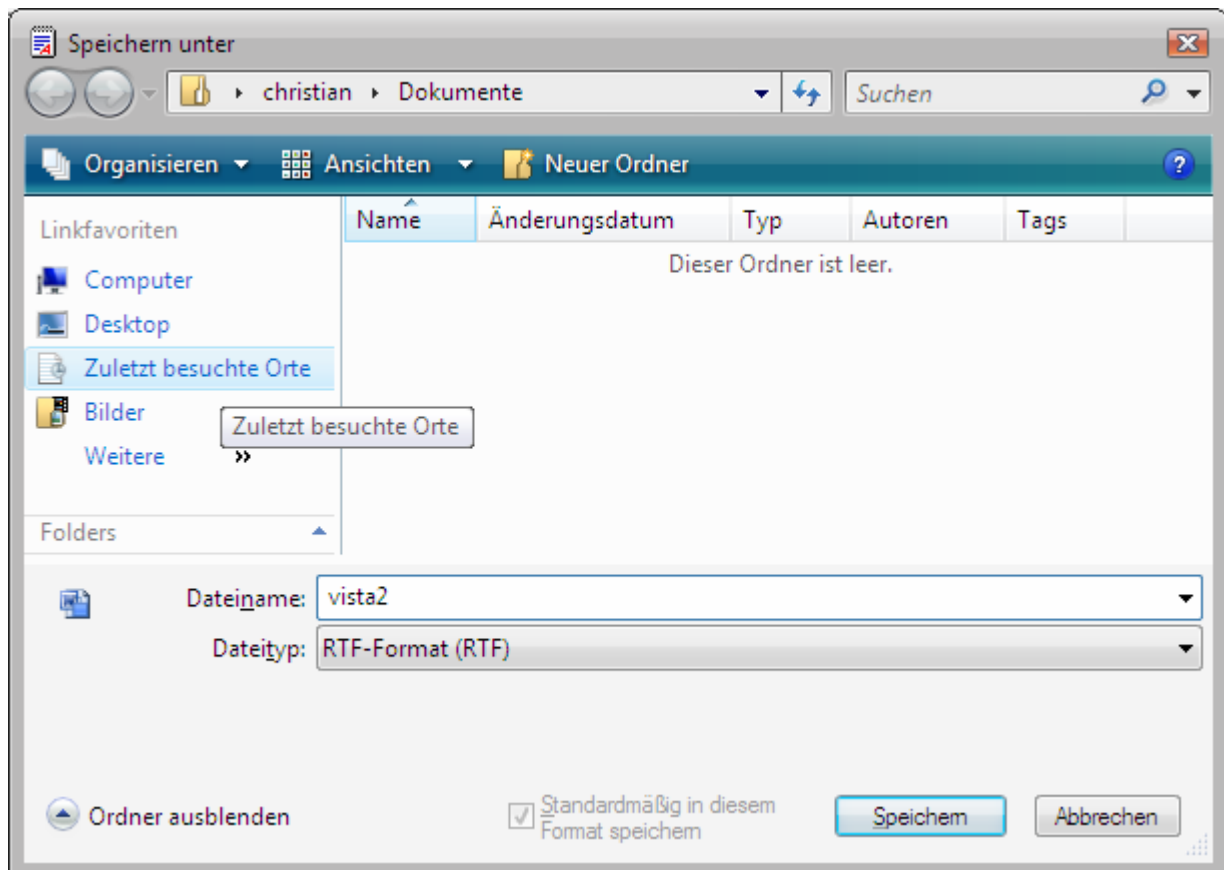 Speichern unter
christian Dokumente Suchen
Organisieren Ansichten Neuer Ordner ?
Linkfavoriten
Name Änderungsdatum Typ Autoren Tags
Dieser Ordner ist leer.
Computer
Desktop
Zuletzt besuchte Orte
Bilder
Zuletzt besuchte Orte
Weitere »
Folders
Dateiname: vista2
Dateityp: RTF-Format (RTF)
Ordner ausblenden
Standardmäßig in diesem
Format speichern
Speichern
Abbrechen